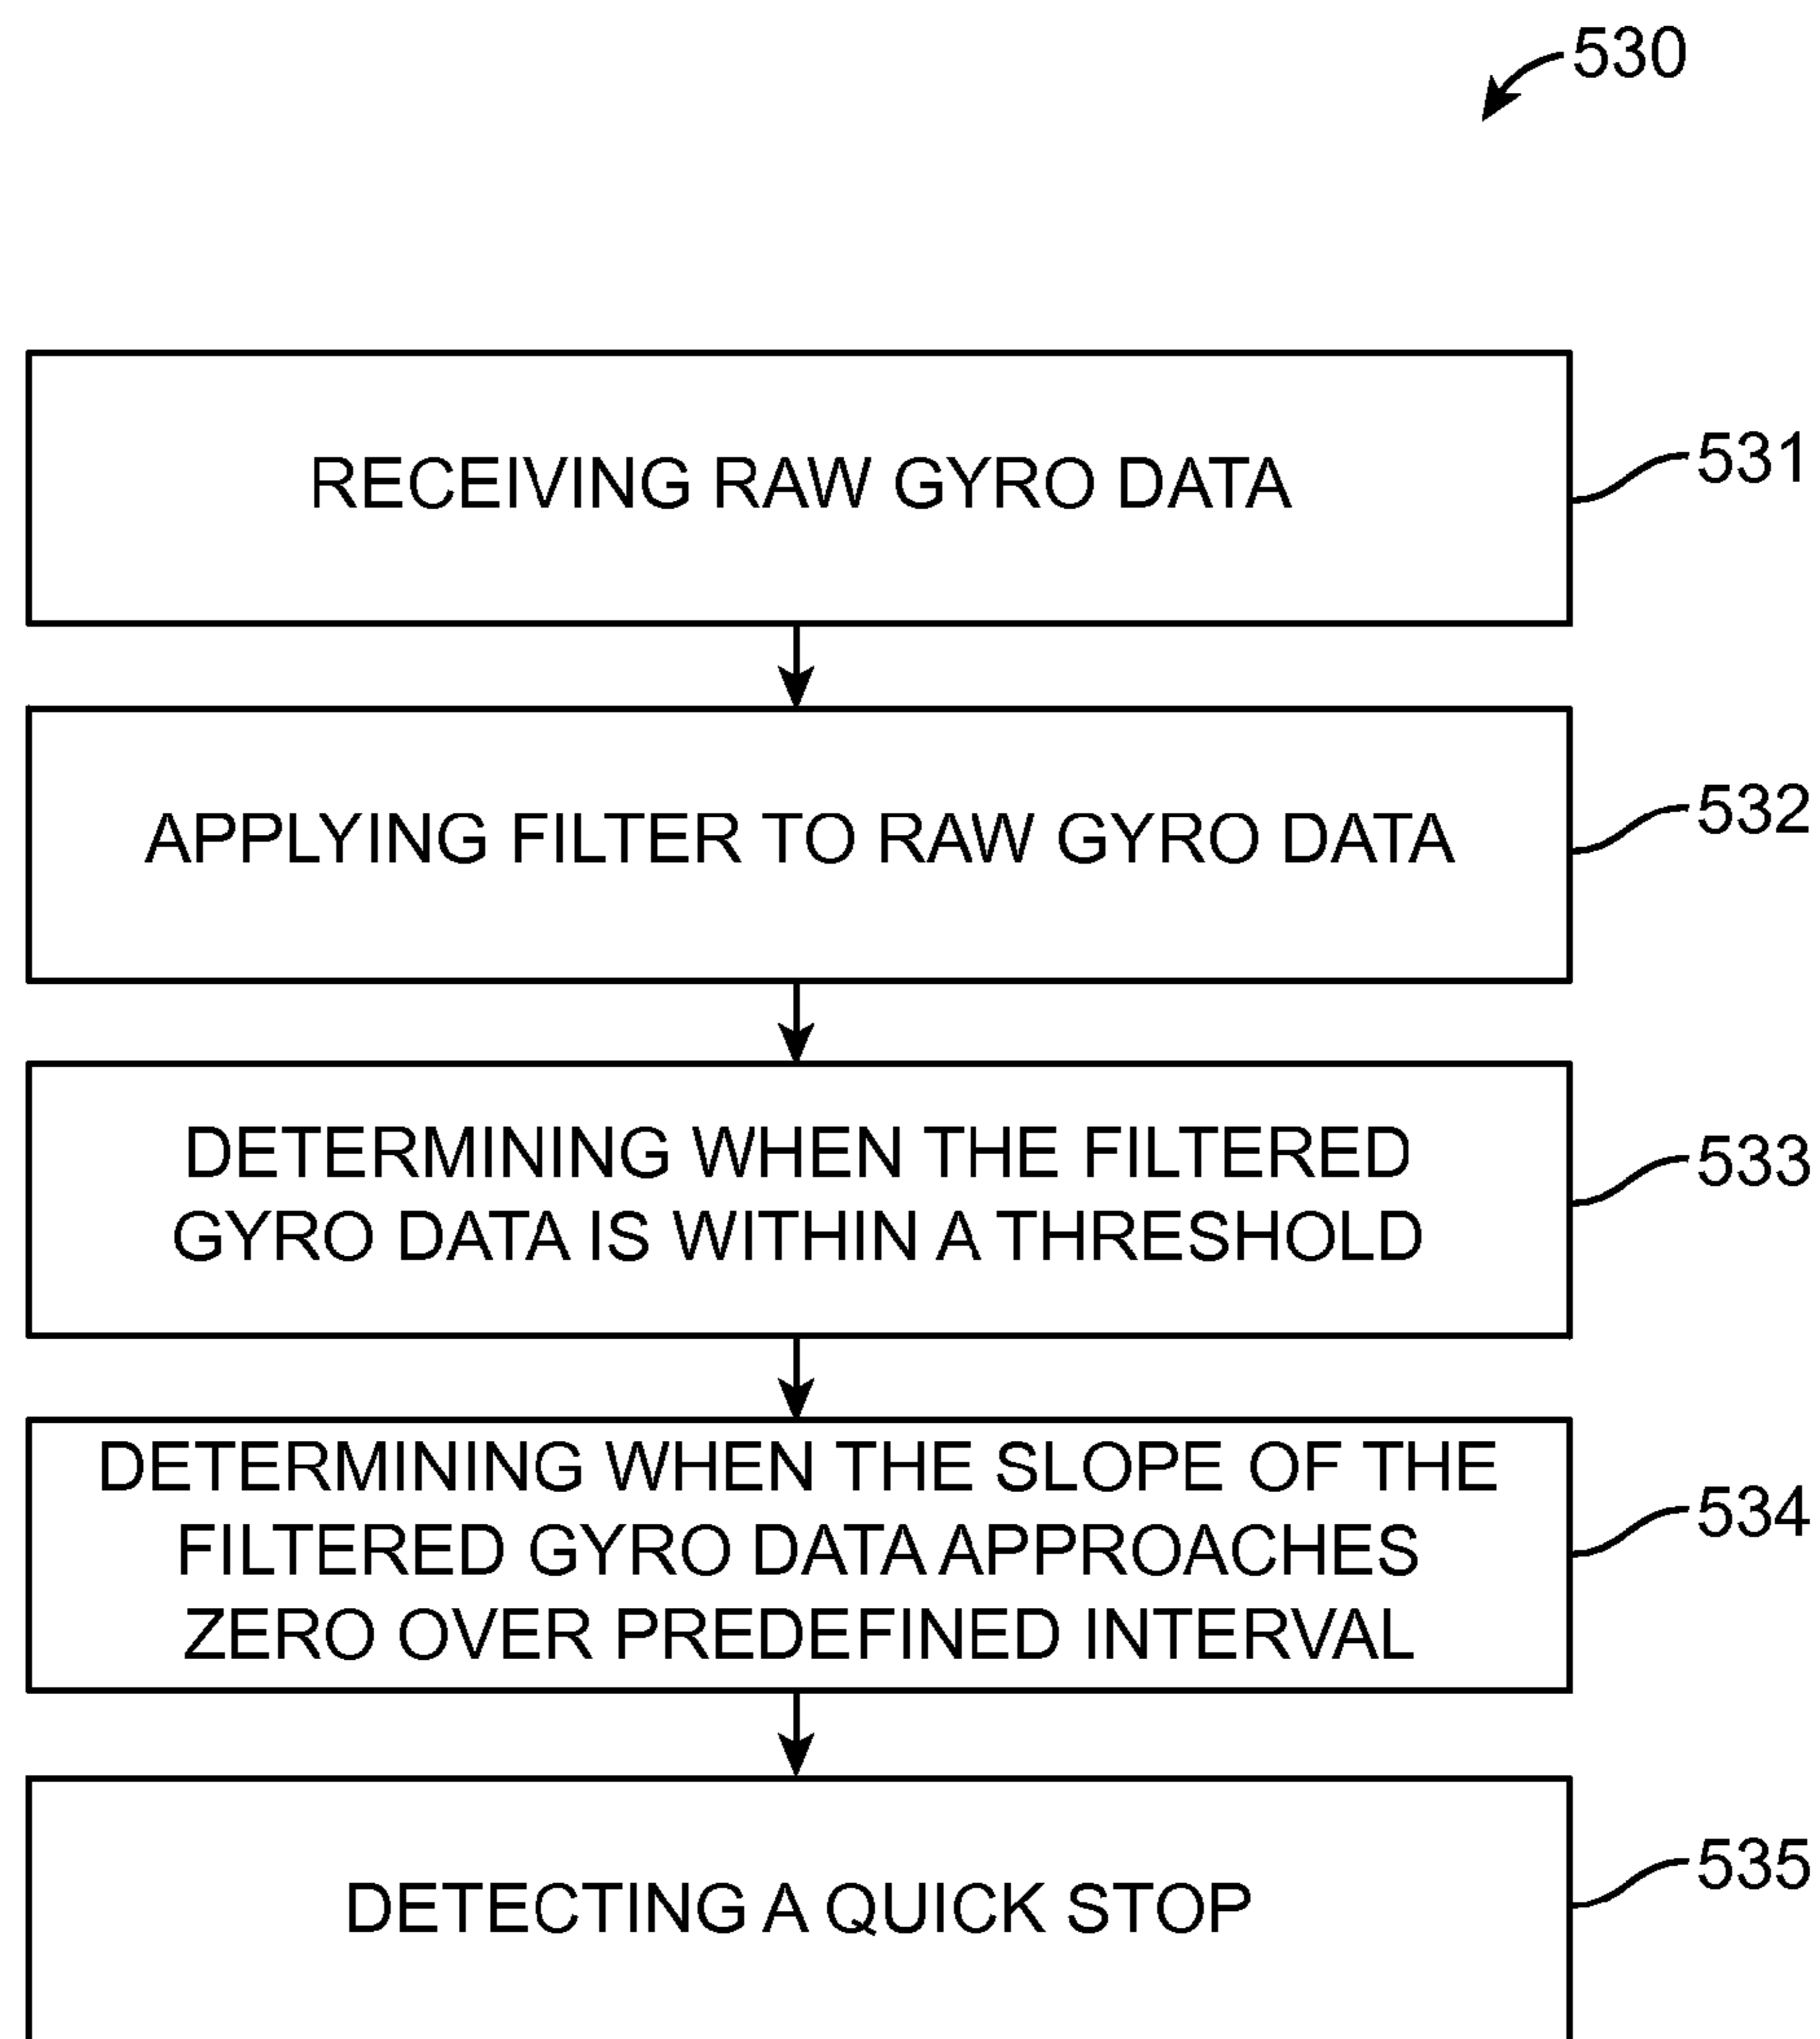 530
RECEIVING RAW GYRO DATA
531
APPLYING FILTER TO RAW GYRO DATA
532
DETERMINING WHEN THE FILTERED
GYRO DATA IS WITHIN A THRESHOLD
533
DETERMINING WHEN THE SLOPE OF THE
FILTERED GYRO DATA APPROACHES
ZERO OVER PREDEFINED INTERVAL
534
DETECTING A QUICK STOP
535